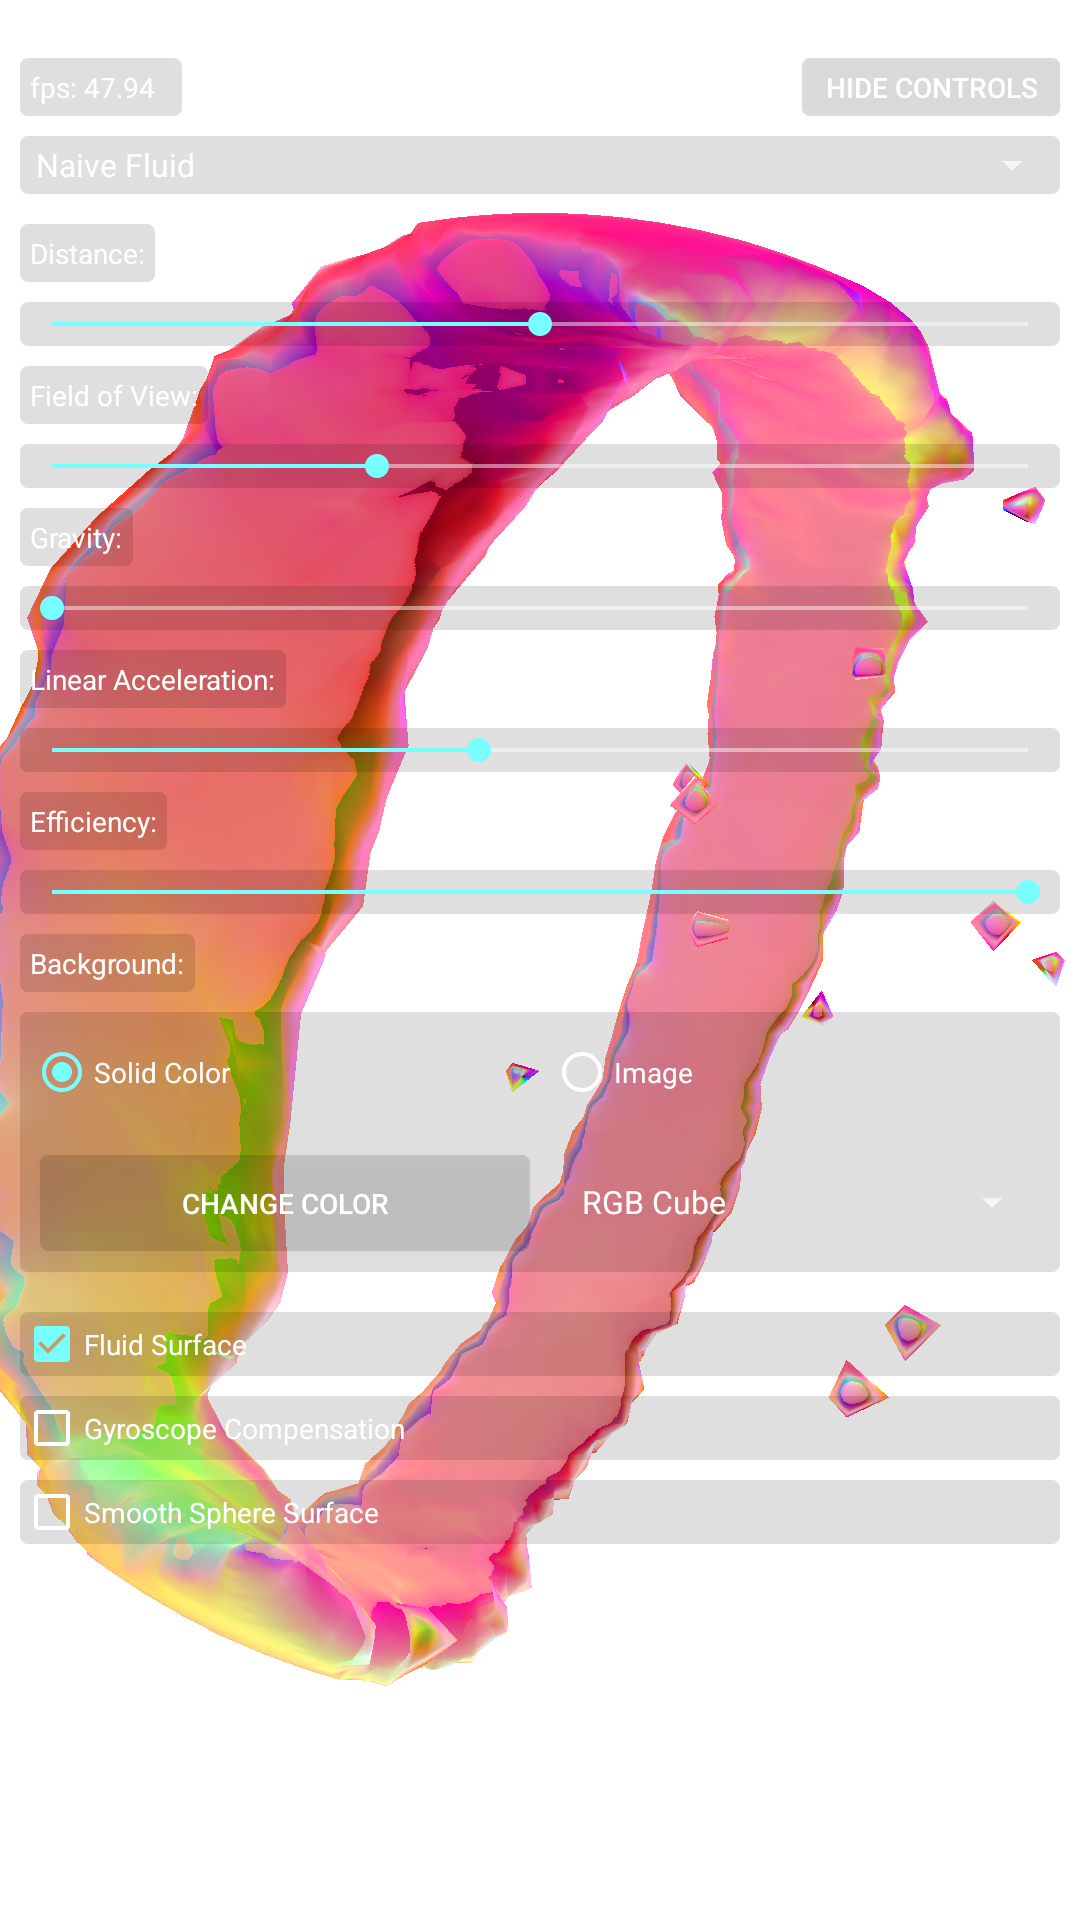 fps: 47.94
HIDE CONTROLS
Naive Fluid
Distance:
Field of View:
Gravity:
Linear Acceleration:
Efficiency:
Background:
Solid Color
Image
CHANGE COLOR
RGB Cube
Fluid Surface
Gyroscope Compensation
Smooth Sphere Surface